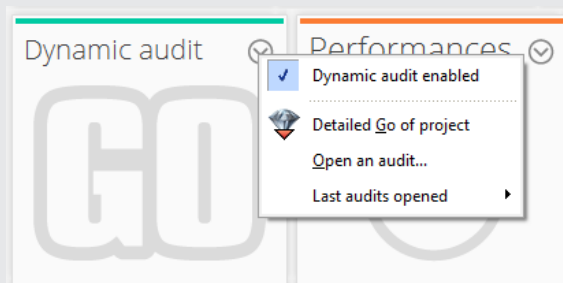 Dynamic audit
Performances
GO
Dynamic audit enabled
Detailed Go of project
Open an audit...
Last audits opened